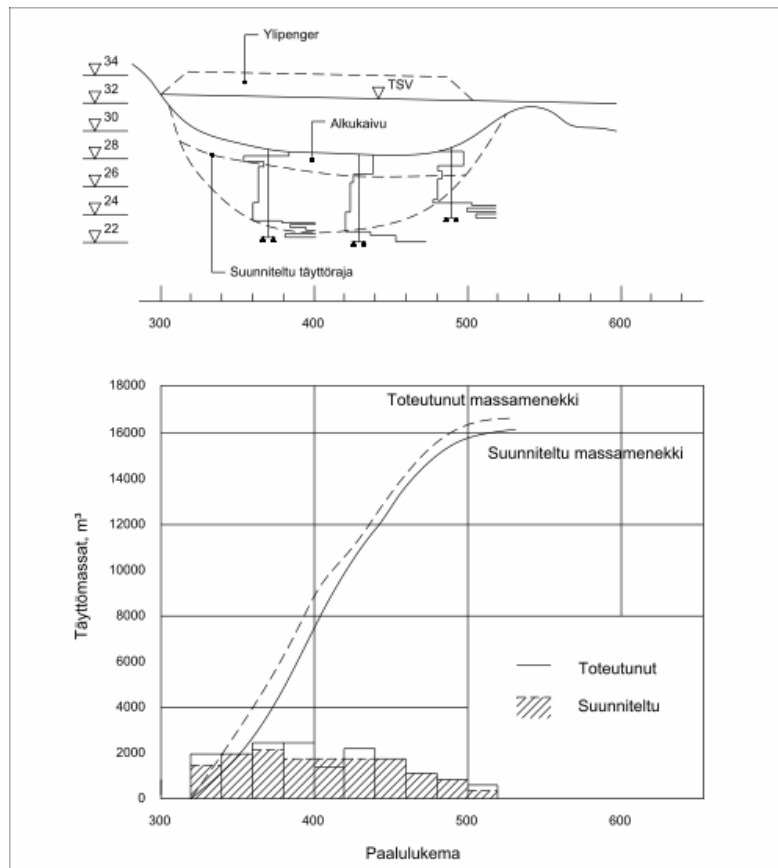 Ylipenger
34
TSV
32
30
Alkukaivu
28
26
24
22
Suunniteltu täyttöraja
300 400 500 600
18000
Toteutunut massamenekki
16000
Suunniteltu massamenekki
14000
12000
Täyttömassat, m³
10000
8000
6000
Toteutunut
4000
Suunniteltu
2000
0
300 400 500 600
Paalulukema